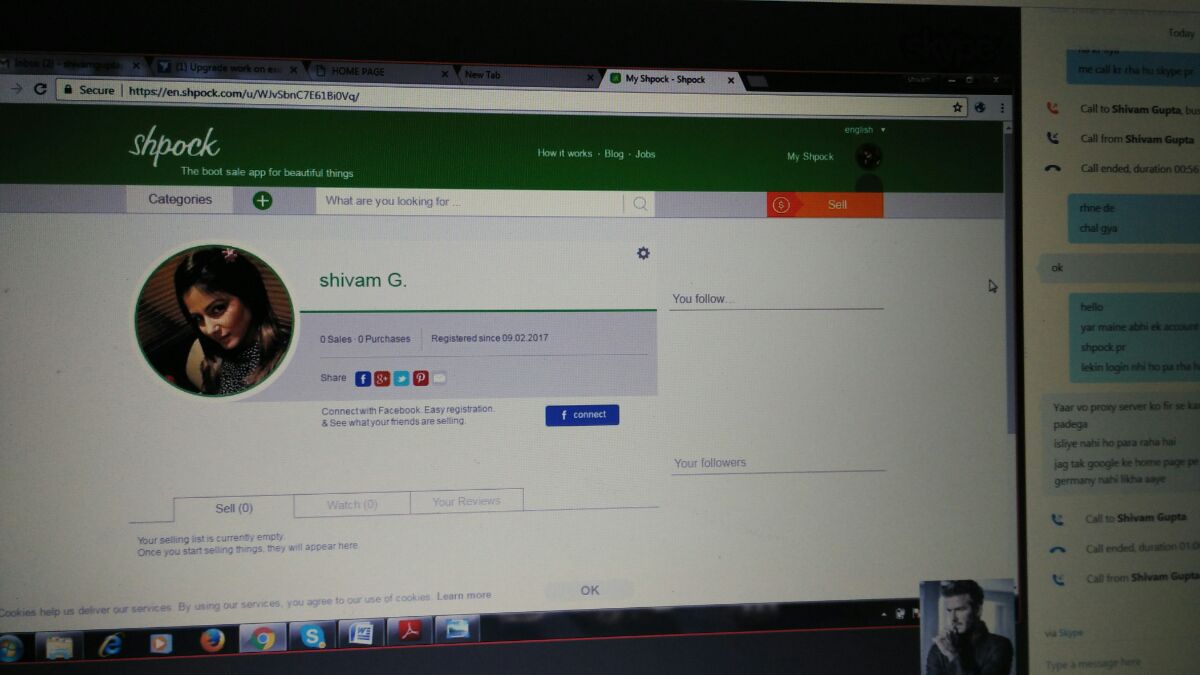 Inbox (2) - shivamgupta
(1) Upgrade work on
HOME PAGE
New Tab
My Shpock - Shpock
Secure
https://en.shpock.com/u/WJvSbnC7E61Bi0Vq/
shpock
The boot sale app for beautiful things
How it works · Blog · Jobs
english
My Shpock
Categories
What are you looking for ...
Sell
shivam G.
0 Sales · 0 Purchases
Registered since 09.02.2017
Share
Connect with Facebook. Easy registration.
& See what your friends are selling.
f connect
You follow...
Your followers
Sell (0)
Watch (0)
Your Reviews
Your selling list is currently empty
Once you start selling things, they will appear here
Cookies help us deliver our services. By using our services, you agree to our use of cookies. Learn more
OK
Today
me call kr rha hu skype pr
Call to Shivam Gupta,
Call from Shivam Gupta
Call ended, duration 00:56
rhne de
chal gya
ok
hello
yar maine abhi ek account
shpock pr
lekin login nhi ho pa rha
Yaar vo proxy server ko fir se
padega
isliye nahi ho para raha hai
jag tak google ke home page pe
germany nahi likha aaye
Call to Shivam Gupta
Call ended, duration
Call from Shivam Gupta
via Skype
Type a message here